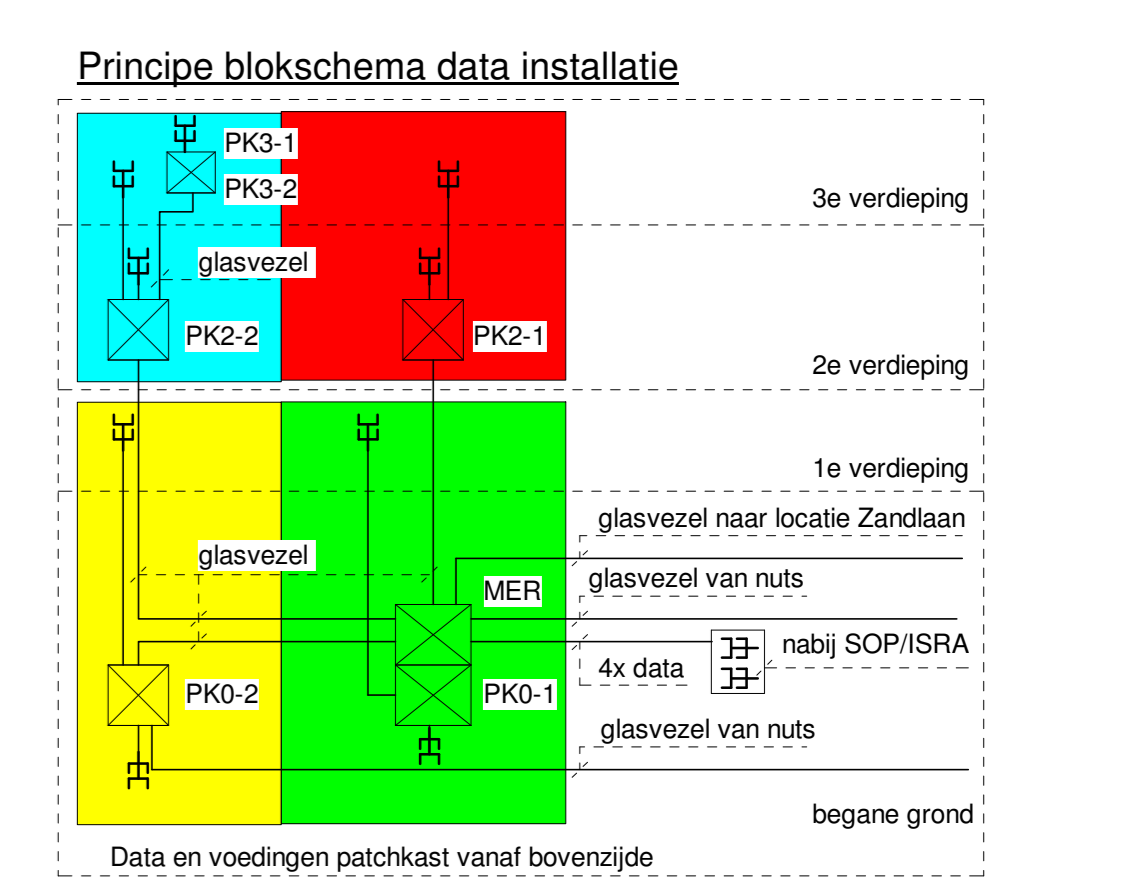 Principe blokschema data installatie
PK3-1
PK3-2
3e verdieping
glasvezel
PK2-2
PK2-1
2e verdieping
1e verdieping
glasvezel naar locatie Zandlaan
glasvezel
glasvezel van nuts
MER
nabij SOP/ISRA
4x data
PK0-2
PK0-1
glasvezel van nuts
begane grond
Data en voedingen patchkast vanaf bovenzijde